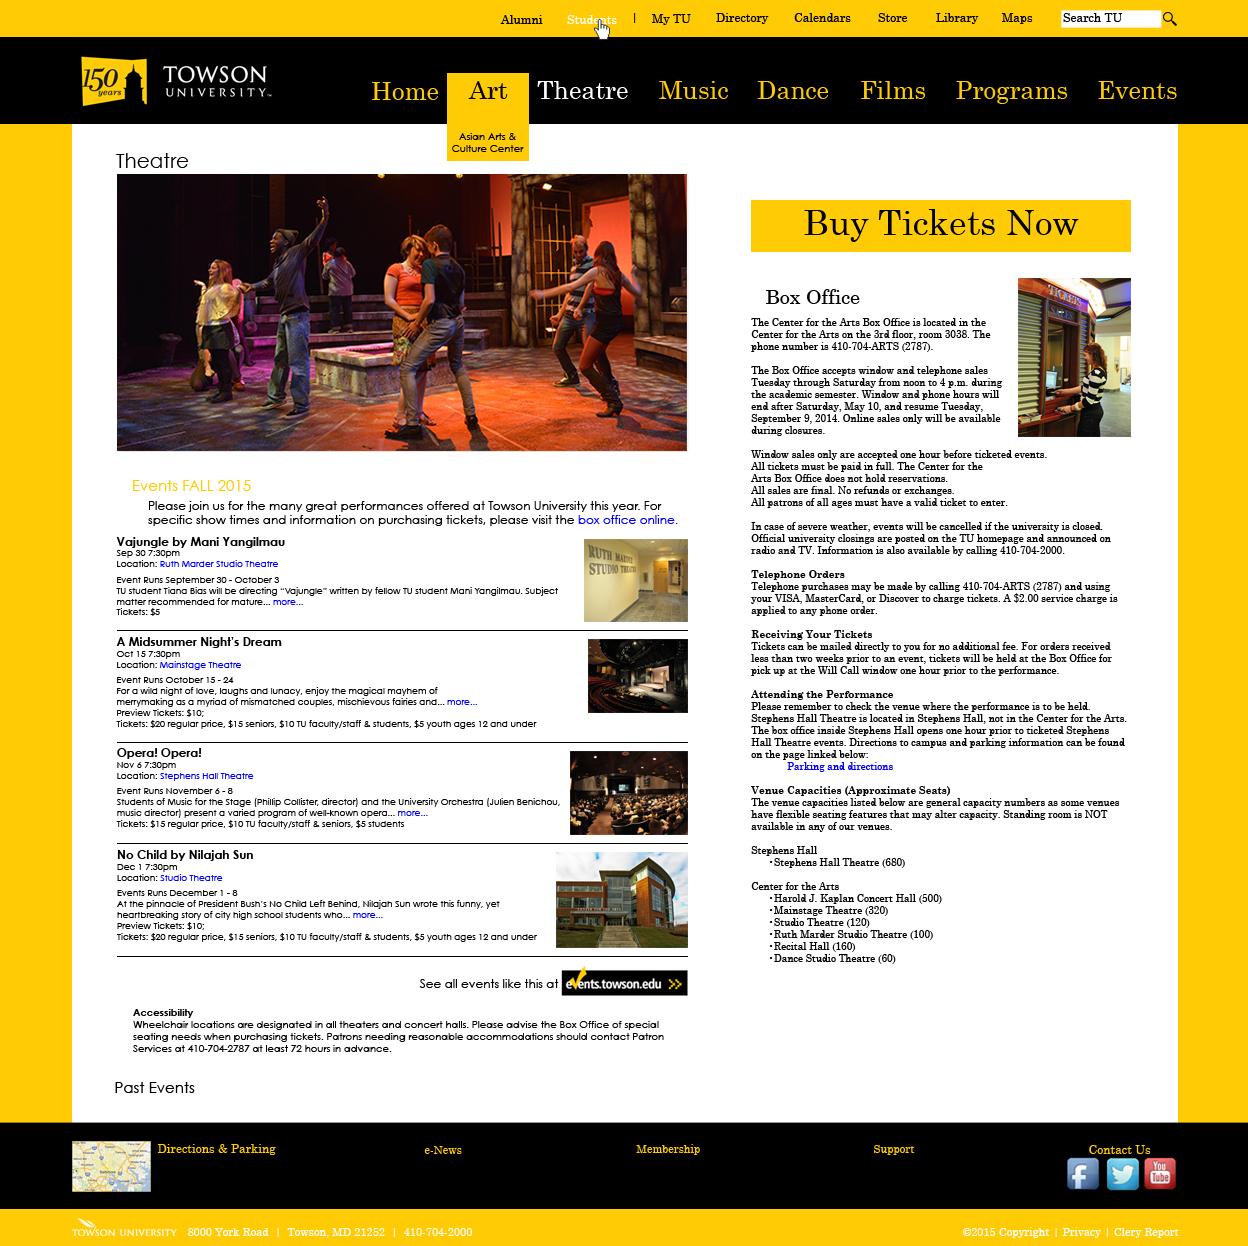 Alumni Students | My TU Directory Calendars Store Library Maps Search TU
150 years TOWSON UNIVERSITY™
Home Art Theatre Music Dance Films Programs Events
Asian Arts &
Culture Center
Theatre
Events FALL 2015
Please join us for the many great performances offered at Towson University this year. For
specific show times and information on purchasing tickets, please visit the box office online.
Vajungle by Mani Yangilmau
Sep 30 7:30pm
Location: Ruth Marder Studio Theatre
Event Runs September 30 - October 3
TU student Tiana Bias will be directing “Vajungle” written by fellow TU student Mani Yangilmau. Subject
matter recommended for mature... more...
Tickets: $5
RUTH MARDER
STUDIO THEATRE
A Midsummer Night's Dream
Oct 15 7:30pm
Location: Mainstage Theatre
Event Runs October 15 - 24
For a wild night of love, laughs and lunacy, enjoy the magical mayhem of
merrymaking as a myriad of mismatched couples, mischievous fairies and... more...
Preview Tickets: $10;
Tickets: $20 regular price, $15 seniors, $10 TU faculty/staff & students, $5 youth ages 12 and under
Opera! Opera!
Nov 6 7:30pm
Location: Stephens Hall Theatre
Event Runs November 6 - 8
Students of Music for the Stage (Phillip Collister, director) and the University Orchestra (Julien Benichou,
music director) present a varied program of well-known opera... more...
Tickets: $15 regular price, $10 TU faculty/staff & seniors, $5 students
No Child by Nilajah Sun
Dec 1 7:30pm
Location: Studio Theatre
Events Runs December 1 - 8
At the pinnacle of President Bush's No Child Left Behind, Nilajah Sun wrote this funny, yet
heartbreaking story of city high school students who... more...
Preview Tickets: $10;
Tickets: $20 regular price, $15 seniors, $10 TU faculty/staff & students, $5 youth ages 12 and under
See all events like this at events.towson.edu >>
Accessibility
Wheelchair locations are designated in all theaters and concert halls. Please advise the Box Office of special
seating needs when purchasing tickets. Patrons needing reasonable accommodations should contact Patron
Services at 410-704-2787 at least 72 hours in advance.
Past Events
Buy Tickets Now
Box Office
TICKETS
SALES
The Center for the Arts Box Office is located in the
Center for the Arts on the 3rd floor, room 3038. The
phone number is 410-704-ARTS (2787).
The Box Office accepts window and telephone sales
Tuesday through Saturday from noon to 4 p.m. during
the academic semester. Window and phone hours will
end after Saturday, May 10, and resume Tuesday,
September 9, 2014. Online sales only will be available
during closures.
Window sales only are accepted one hour before ticketed events.
All tickets must be paid in full. The Center for the
Arts Box Office does not hold reservations.
All sales are final. No refunds or exchanges.
All patrons of all ages must have a valid ticket to enter.
In case of severe weather, events will be cancelled if the university is closed.
Official university closings are posted on the TU homepage and announced on
radio and TV. Information is also available by calling 410-704-2000.
Telephone Orders
Telephone purchases may be made by calling 410-704-ARTS (2787) and using
your VISA, MasterCard, or Discover to charge tickets. A $2.00 service charge is
applied to any phone order.
Receiving Your Tickets
Tickets can be mailed directly to you for no additional fee. For orders received
less than two weeks prior to an event, tickets will be held at the Box Office for
pick up at the Will Call window one hour prior to the performance.
Attending the Performance
Please remember to check the venue where the performance is to be held.
Stephens Hall Theatre is located in Stephens Hall, not in the Center for the Arts.
The box office inside Stephens Hall opens one hour prior to ticketed Stephens
Hall Theatre events. Directions to campus and parking information can be found
on the page linked below:
Parking and directions
Venue Capacities (Approximate Seats)
The venue capacities listed below are general capacity numbers as some venues
have flexible seating features that may alter capacity. Standing room is NOT
available in any of our venues.
Stephens Hall
•Stephens Hall Theatre (680)
Center for the Arts
•Harold J. Kaplan Concert Hall (500)
•Mainstage Theatre (320)
•Studio Theatre (120)
•Ruth Marder Studio Theatre (100)
•Recital Hall (160)
•Dance Studio Theatre (60)
Directions & Parking e-News Membership Support Contact Us
You Tube
TOWSON UNIVERSITY 8000 York Road | Towson, MD 21252 | 410-704-2000
©2015 Copyright | Privacy | Clery Report